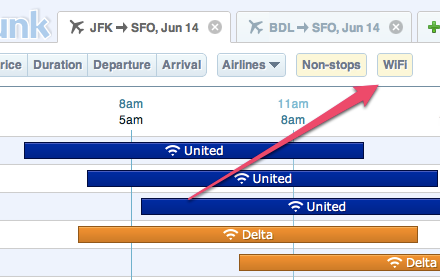 unk
JFK → SFO, Jun 14
BDL → SFO, Jun 14
rice Duration Departure Arrival Airlines Non-stops WiFi
8am 11am
5am 8am
United
United
United
Delta
Delta